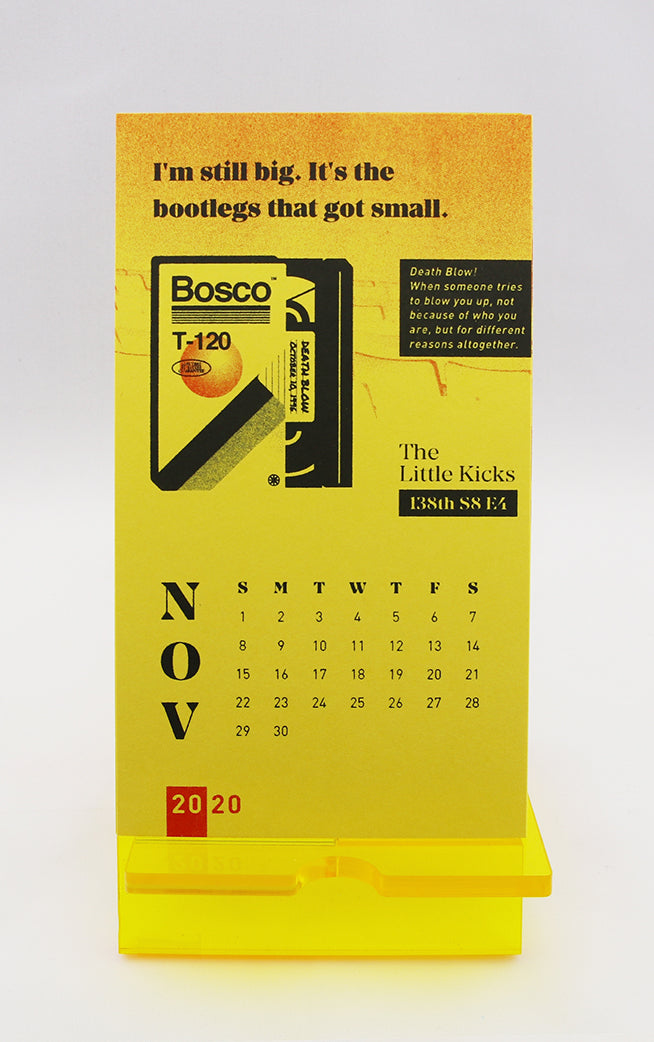 I'm still big. It's the
bootlegs that got small.
Bosco™
T-120
DEATH BLOW
OCTOBER 10, 1996
Death Blow!
When someone tries
to blow you up, not
because of who you
are, but for different
reasons altogether.
The
Little Kicks
138th S8 E4
NOV
S M T W T F S
1 2 3 4 5 6 7
8 9 10 11 12 13 14
15 16 17 18 19 20 21
22 23 24 25 26 27 28
29 30
2020